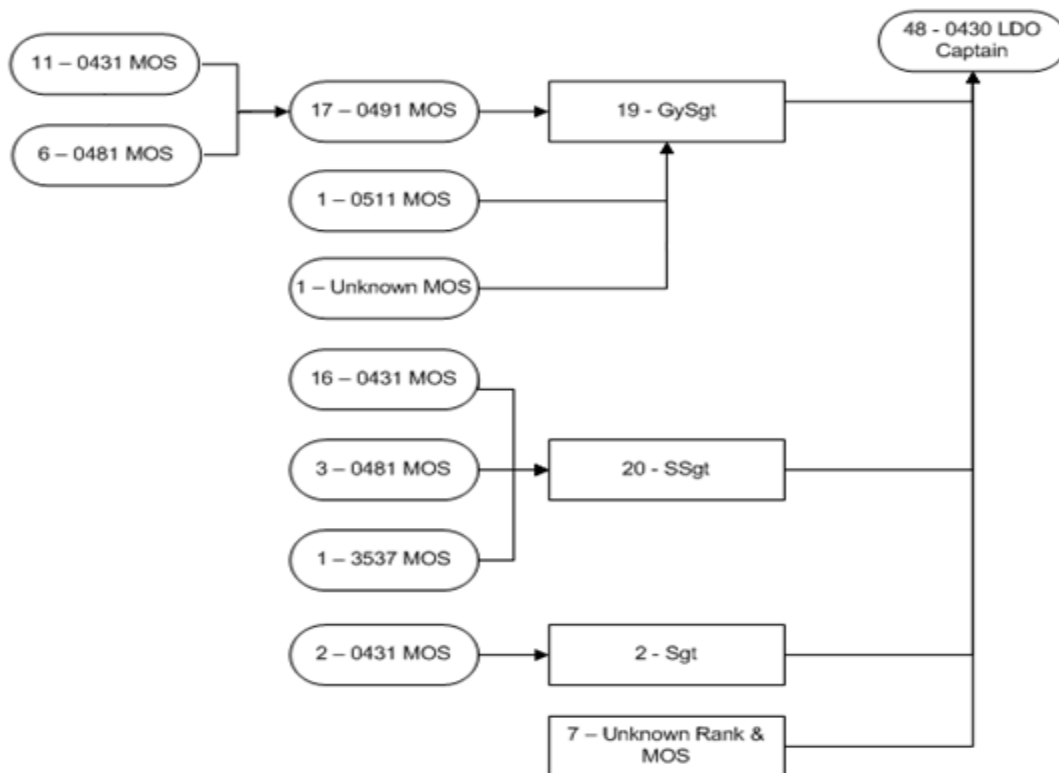 48 - 0430 LDO
Captain
11 – 0431 MOS
6 – 0481 MOS
17 – 0491 MOS
19 - GySgt
1 – 0511 MOS
1 – Unknown MOS
16 – 0431 MOS
3 – 0481 MOS
20 - SSgt
1 – 3537 MOS
2 – 0431 MOS
2 - Sgt
7 – Unknown Rank &
MOS